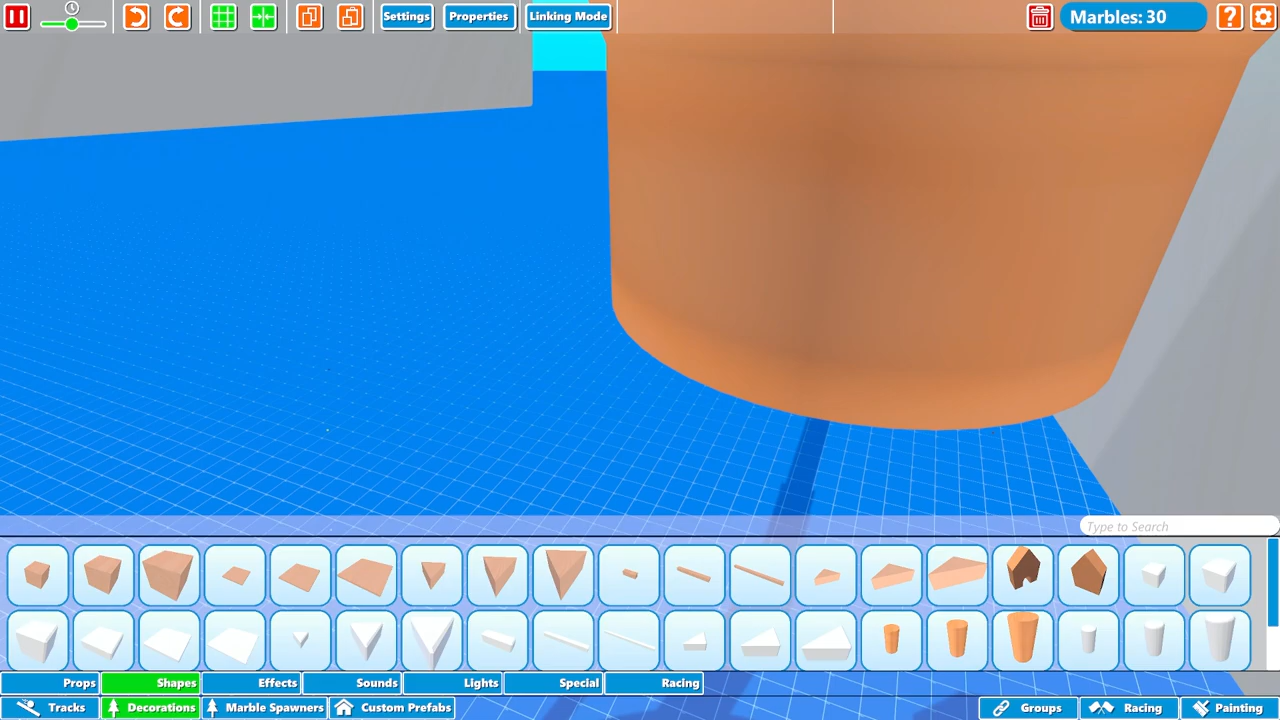 Settings Properties Linking Mode Marbles: 30 ?
Type to Search
Props Shapes Effects Sounds Lights Special Racing
Tracks Decorations Marble Spawners Custom Prefabs Groups Racing Painting